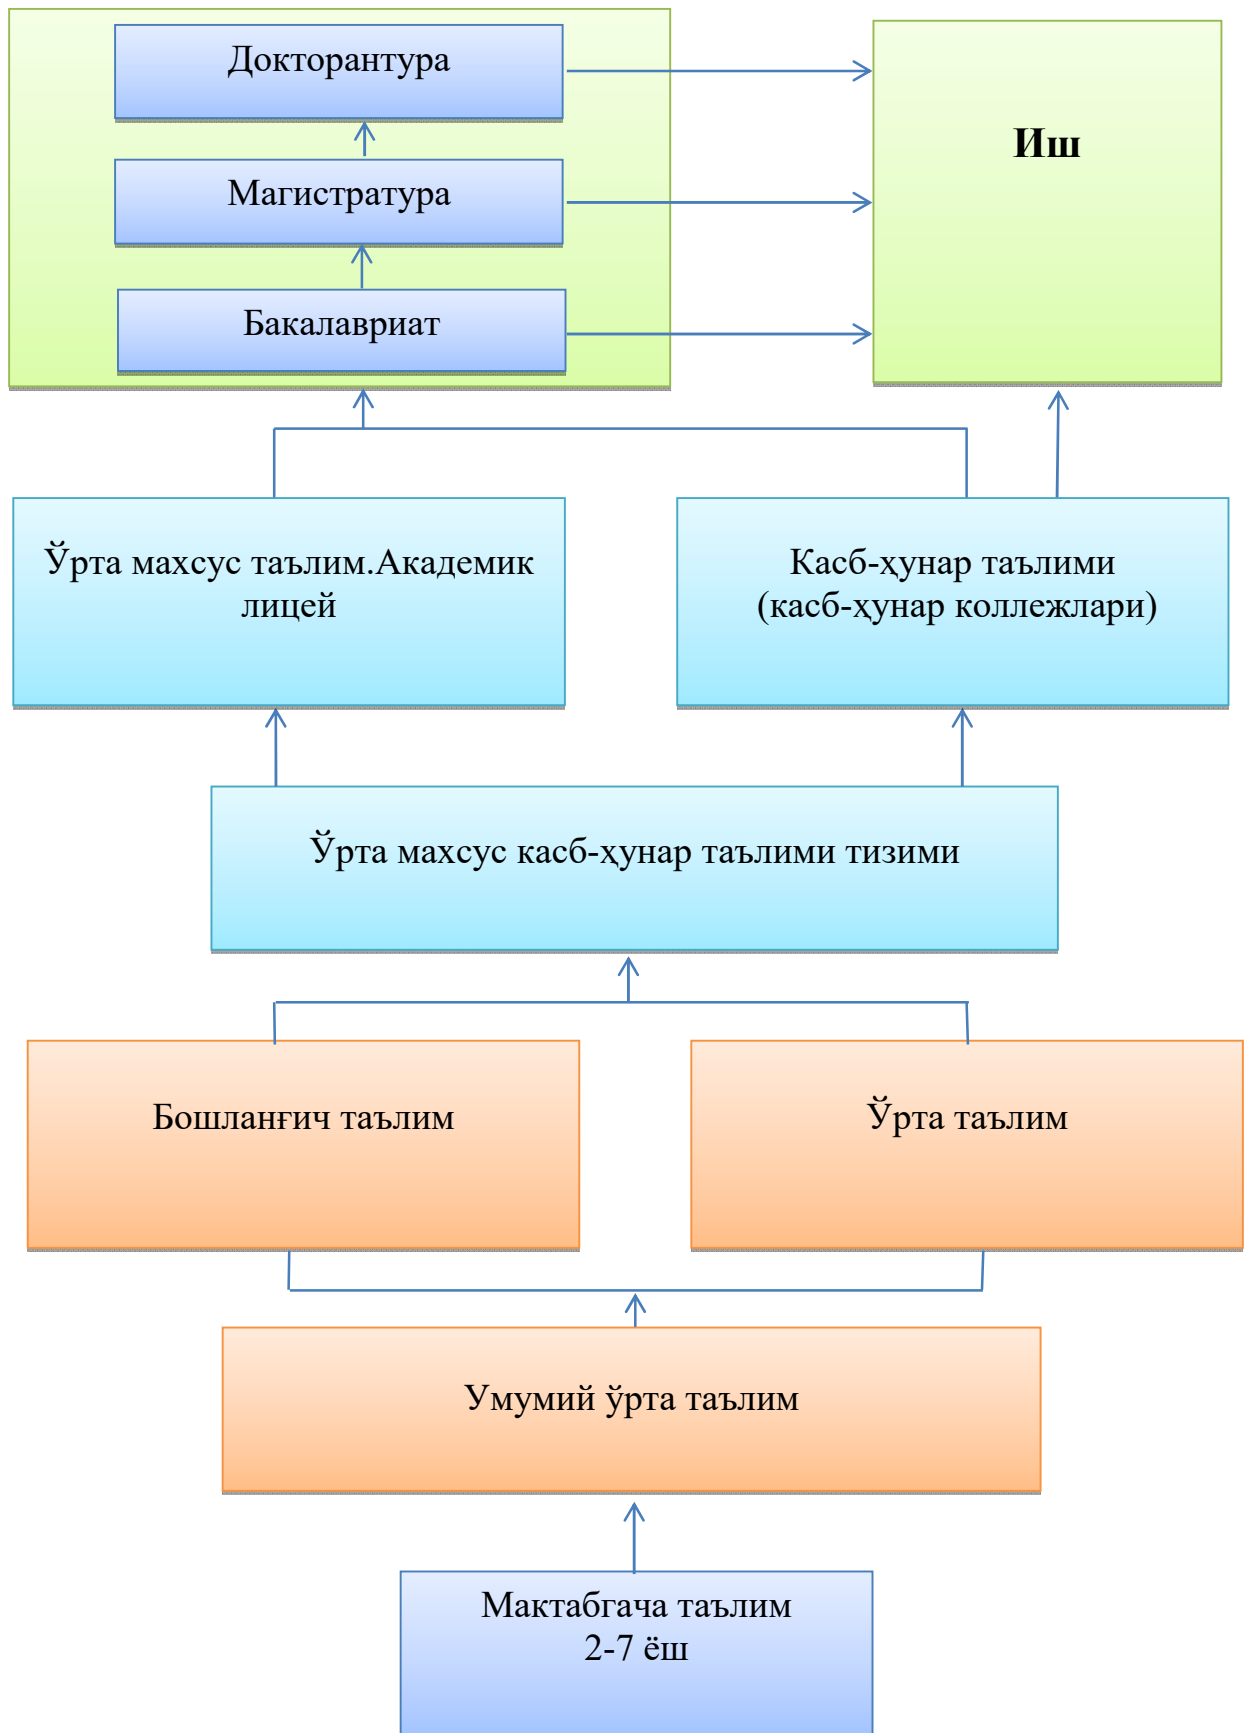 Докторантура
Магистратура
Бакалавриат
Иш
Ўрта махсус таълим.Академик
лицей
Касб-ҳунар таълими
(касб-ҳунар коллежлари)
Ўрта махсус касб-ҳунар таълими тизими
Бошланғич таълим
Ўрта таълим
Умумий ўрта таълим
Мактабгача таълим
2-7 ёш